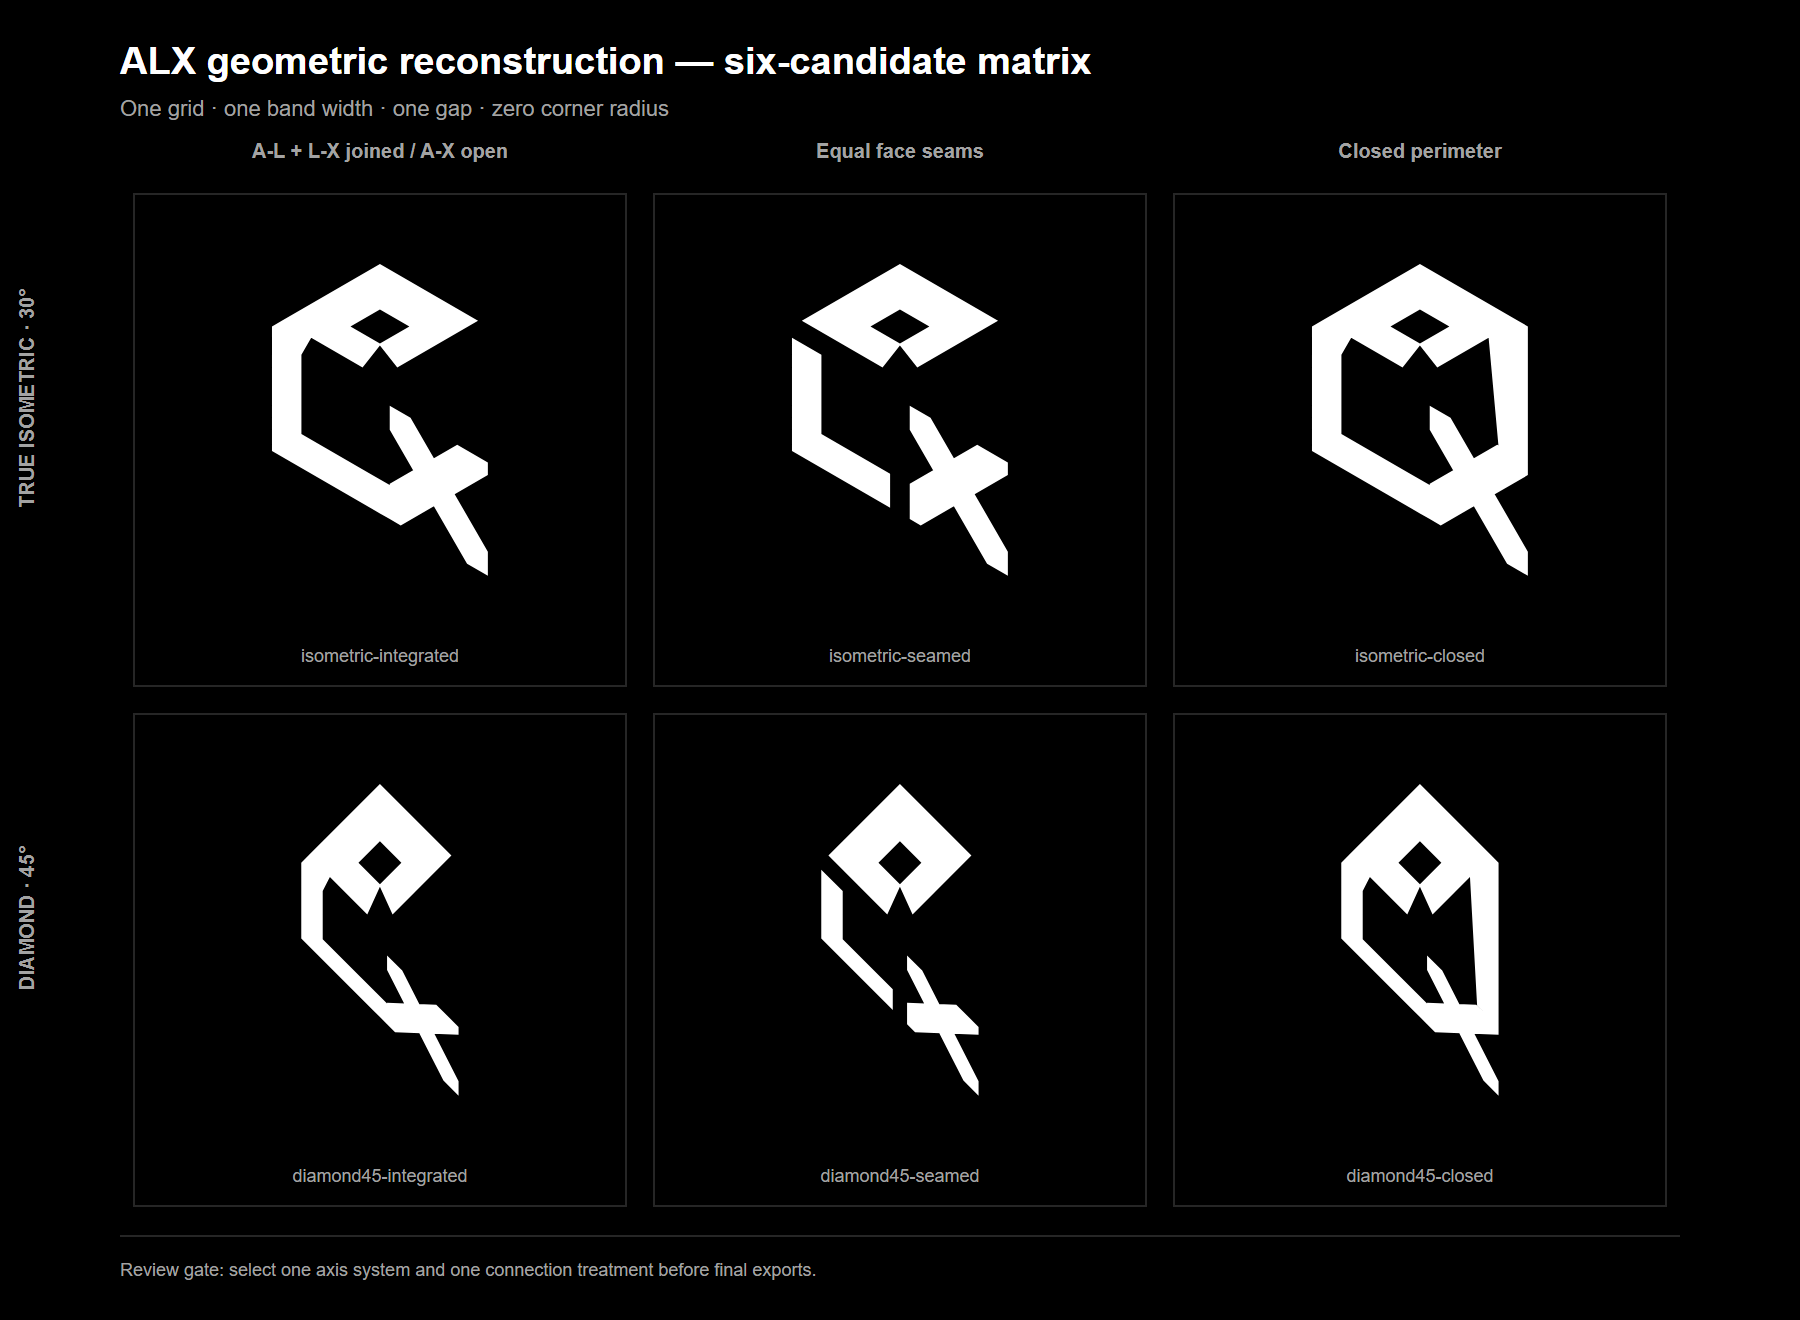 ALX geometric reconstruction — six-candidate matrix
One grid · one band width · one gap · zero corner radius
A-L + L-X joined / A-X open
Equal face seams
Closed perimeter
TRUE ISOMETRIC · 30°
isometric-integrated
isometric-seamed
isometric-closed
DIAMOND · 45°
diamond45-integrated
diamond45-seamed
diamond45-closed
Review gate: select one axis system and one connection treatment before final exports.